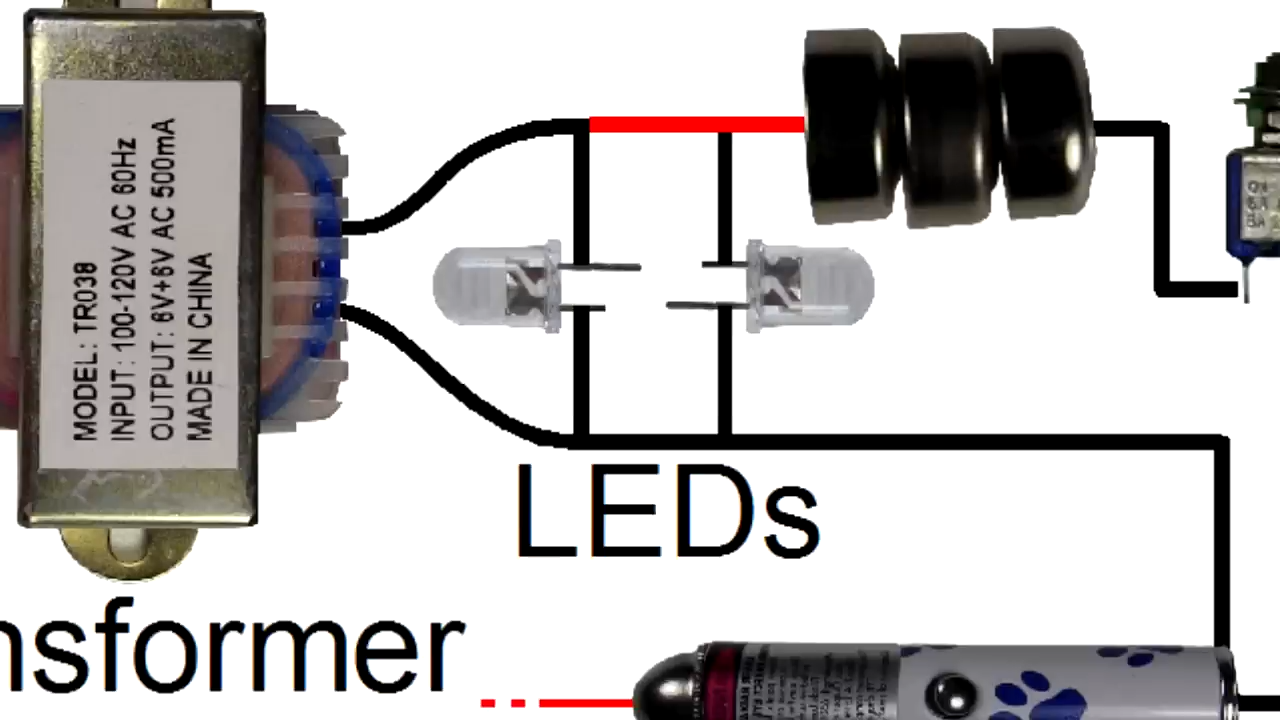 MODEL: TR038
INPUT: 100-120V AC 60Hz
OUTPUT: 6V+6V AC 500mA
MADE IN CHINA
LEDs
nsformer